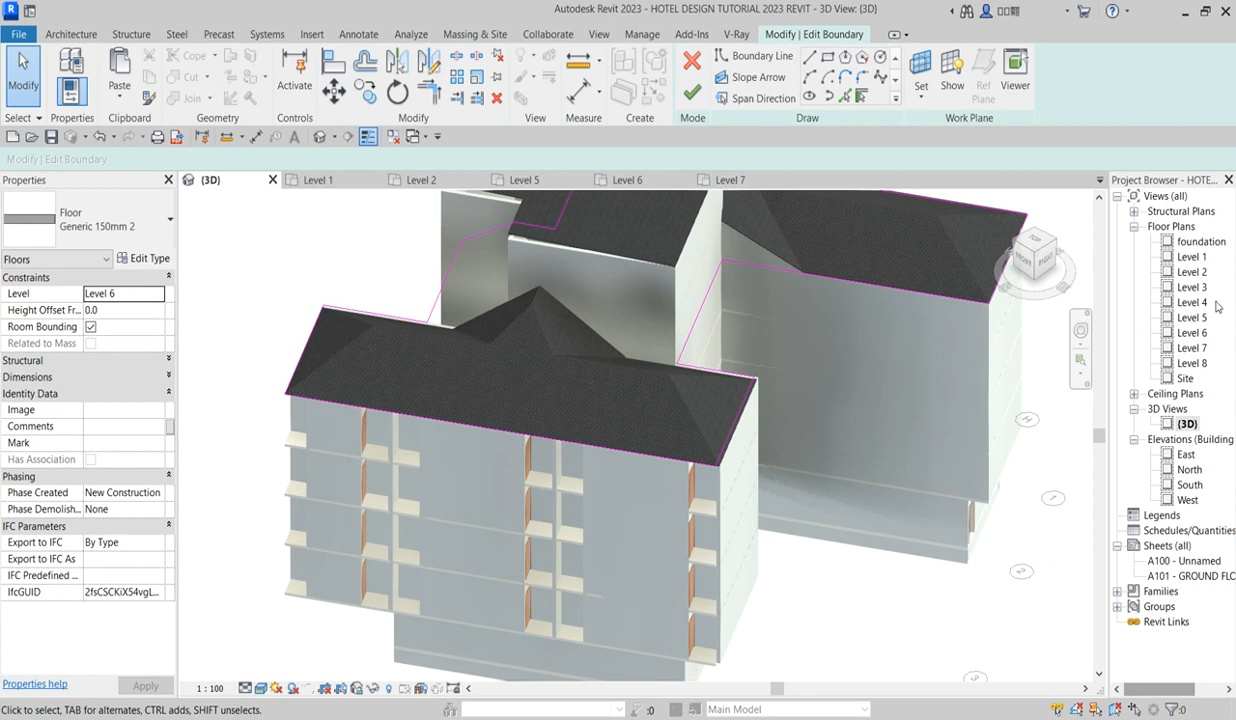 Autodesk Revit 2023 - HOTEL DESIGN TUTORIAL 2023 REVIT - 3D View: {3D}
File Architecture Structure Steel Precast Systems Insert Annotate Analyze Massing & Site Collaborate View Manage Add-Ins V-Ray Modify | Edit Boundary
Modify
Paste
Cope
Cut
Join
Activate
Set
Show
Ref
Plane
Viewer
Boundary Line
Slope Arrow
Span Direction
Select Properties Clipboard Geometry Controls Modify View Measure Create Mode Draw Work Plane
Modify | Edit Boundary
Properties
Floor
Generic 150mm 2
Floors
Edit Type
Constraints
Level Level 6
Height Offset Fr... 0.0
Room Bounding
Related to Mass
Structural
Dimensions
Identity Data
Image
Comments
Mark
Has Association
Phasing
Phase Created New Construction
Phase Demolish... None
IFC Parameters
Export to IFC By Type
Export to IFC As
IFC Predefined ...
IfcGUID 2fsCSCKiX54vgL...
Properties help
Apply
{3D}
Level 1
Level 2
Level 5
Level 6
Level 7
TOP
FRONT
RIGHT
H
Project Browser - HOTE...
Views (all)
Structural Plans
Floor Plans
foundation
Level 1
Level 2
Level 3
Level 4
Level 5
Level 6
Level 7
Level 8
Site
Ceiling Plans
3D Views
{3D}
Elevations (Building
East
North
South
West
Legends
Schedules/Quantities
Sheets (all)
A100 - Unnamed
A101 - GROUND FLC
Families
Groups
Revit Links
1 : 100
Click to select, TAB for alternates, CTRL adds, SHIFT unselects.
:0
Main Model
:0